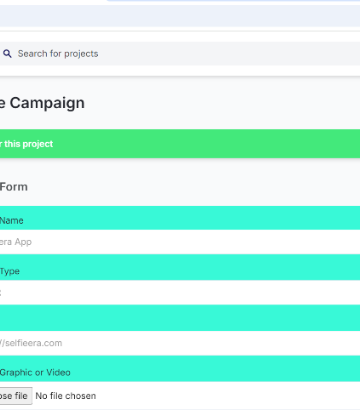 Search for projects
e Campaign
r this project
Form
Name
era App
Type
//selfieera.com
Graphic or Video
ose file No file chosen